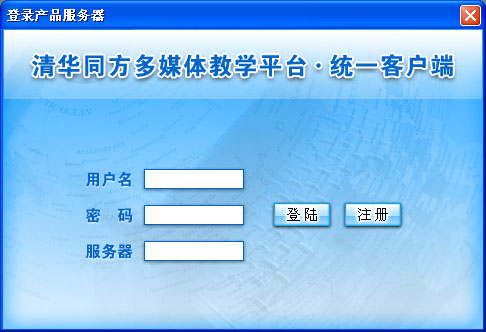 登录产品服务器
清华同方多媒体教学平台·统一客户端
用户名
密 码
登 陆
注 册
服务器